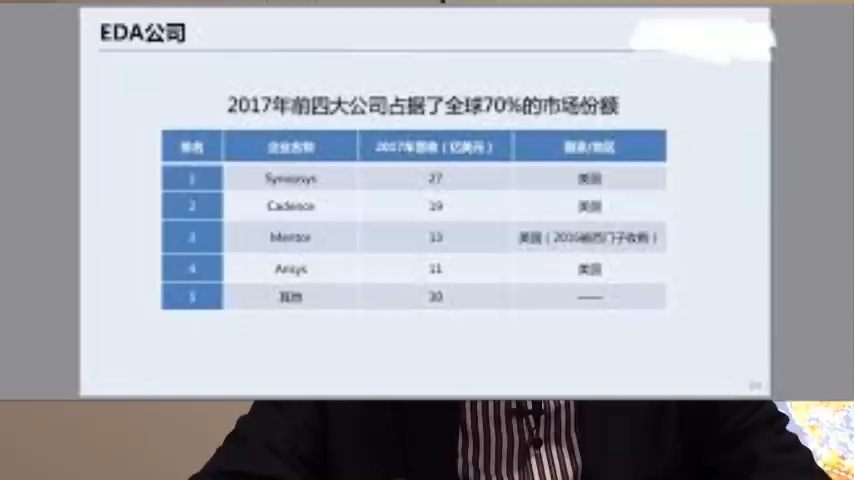 EDA公司
2017年前四大公司占据了全球70%的市场份额
排名 企业名称 2017年营收（亿美元） 国家/地区
1 Synopsys 27 美国
2 Cadence 19 美国
3 Mentor 13 美国（2016被西门子收购）
4 Ansys 11 美国
5 其他 30 ——